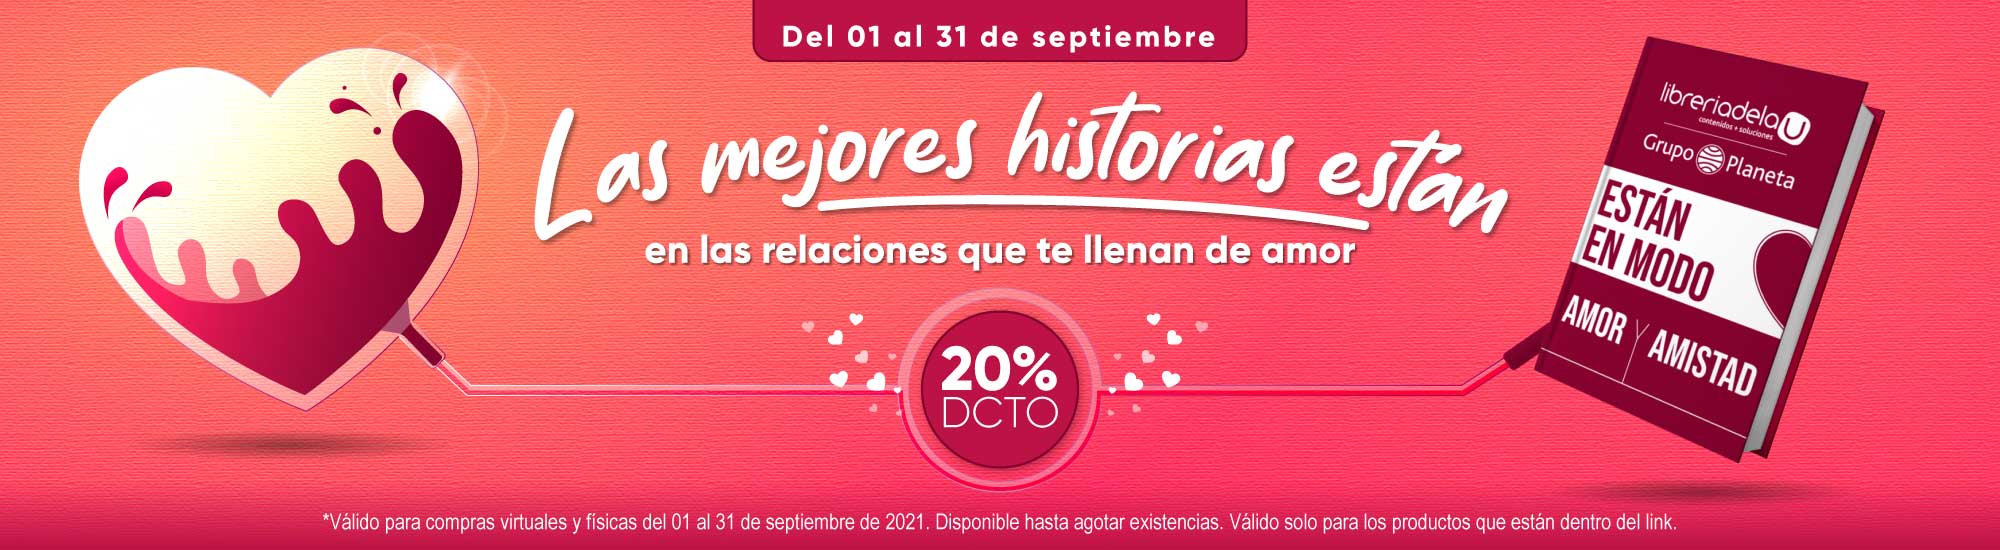 Del 01 al 31 de septiembre
Las mejores historias están
en las relaciones que te llenan de amor
20%
DCTO
libreriadelaU
contenidos + soluciones
Grupo Planeta
ESTÁN
EN MODO
AMOR Y AMISTAD
*Válido para compras virtuales y físicas del 01 al 31 de septiembre de 2021. Disponible hasta agotar existencias. Válido solo para los productos que están dentro del link.